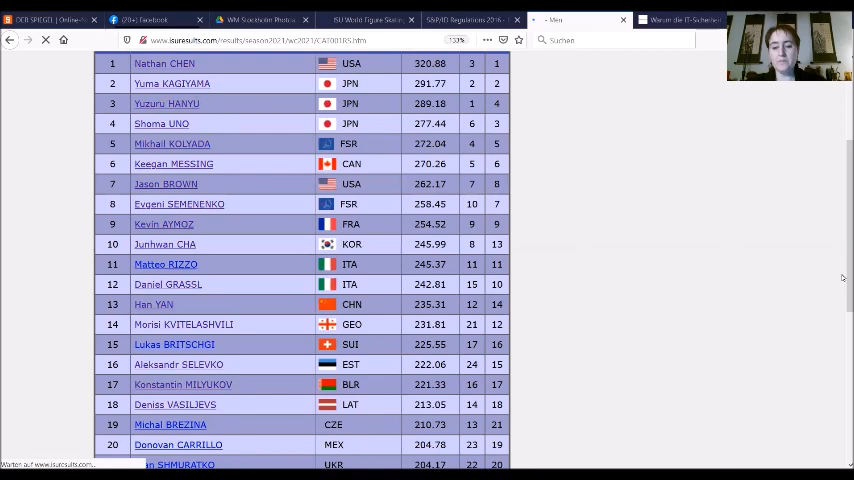 DER SPIEGEL | Online-N
(20+) Facebook
WM Stockholm Photca
ISU World Figure Skating
S&P/ID Regulations 2016 -
- Men
Warum die IT-Sicherheit
www.isuresults.com/results/season2021/wc2021/CAT001RS.htm
133%
Suchen
1 Nathan CHEN USA 320.88 3 1
2 Yuma KAGIYAMA JPN 291.77 2 2
3 Yuzuru HANYU JPN 289.18 1 4
4 Shoma UNO JPN 277.44 6 3
5 Mikhail KOLYADA FSR 272.04 4 5
6 Keegan MESSING CAN 270.26 5 6
7 Jason BROWN USA 262.17 7 8
8 Evgeni SEMENENKO FSR 258.45 10 7
9 Kevin AYMOZ FRA 254.52 9 9
10 Junhwan CHA KOR 245.99 8 13
11 Matteo RIZZO ITA 245.37 11 11
12 Daniel GRASSL ITA 242.81 15 10
13 Han YAN CHN 235.31 12 14
14 Morisi KVITELASHVILI GEO 231.81 21 12
15 Lukas BRITSCHGI SUI 225.55 17 16
16 Aleksandr SELEVKO EST 222.06 24 15
17 Konstantin MILYUKOV BLR 221.33 16 17
18 Deniss VASILJEVS LAT 213.05 14 18
19 Michal BREZINA CZE 210.73 13 21
20 Donovan CARRILLO MEX 204.78 23 19
SHMURATKO UKR 204.17 22 20
Warten auf www.isuresults.com...